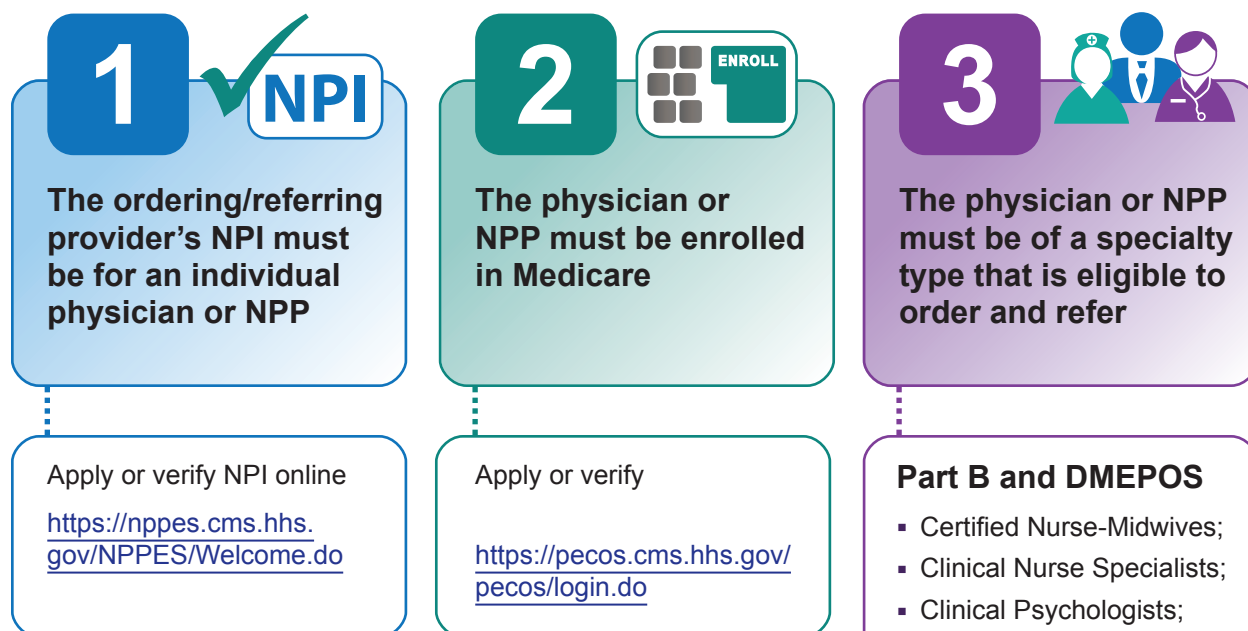 1
NPI
The ordering/referring
provider's NPI must
be for an individual
physician or NPP
Apply or verify NPI online
https://nppes.cms.hhs.
gov/NPPES/Welcome.do
2
ENROLL
The physician or
NPP must be enrolled
in Medicare
Apply or verify
https://pecos.cms.hhs.gov/
pecos/login.do
3
The physician or NPP
must be of a specialty
type that is eligible to
order and refer
Part B and DMEPOS
▪ Certified Nurse-Midwives;
▪ Clinical Nurse Specialists;
▪ Clinical Psychologists;